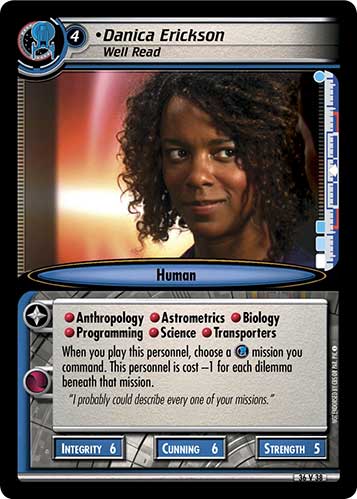 4
•Danica Erickson
Well Read
Human
•Anthropology •Astrometrics •Biology
•Programming •Science •Transporters
When you play this personnel, choose a mission you
command. This personnel is cost –1 for each dilemma
beneath that mission.
"I probably could describe every one of your missions."
INTEGRITY 6 CUNNING 6 STRENGTH 5
36 V 38